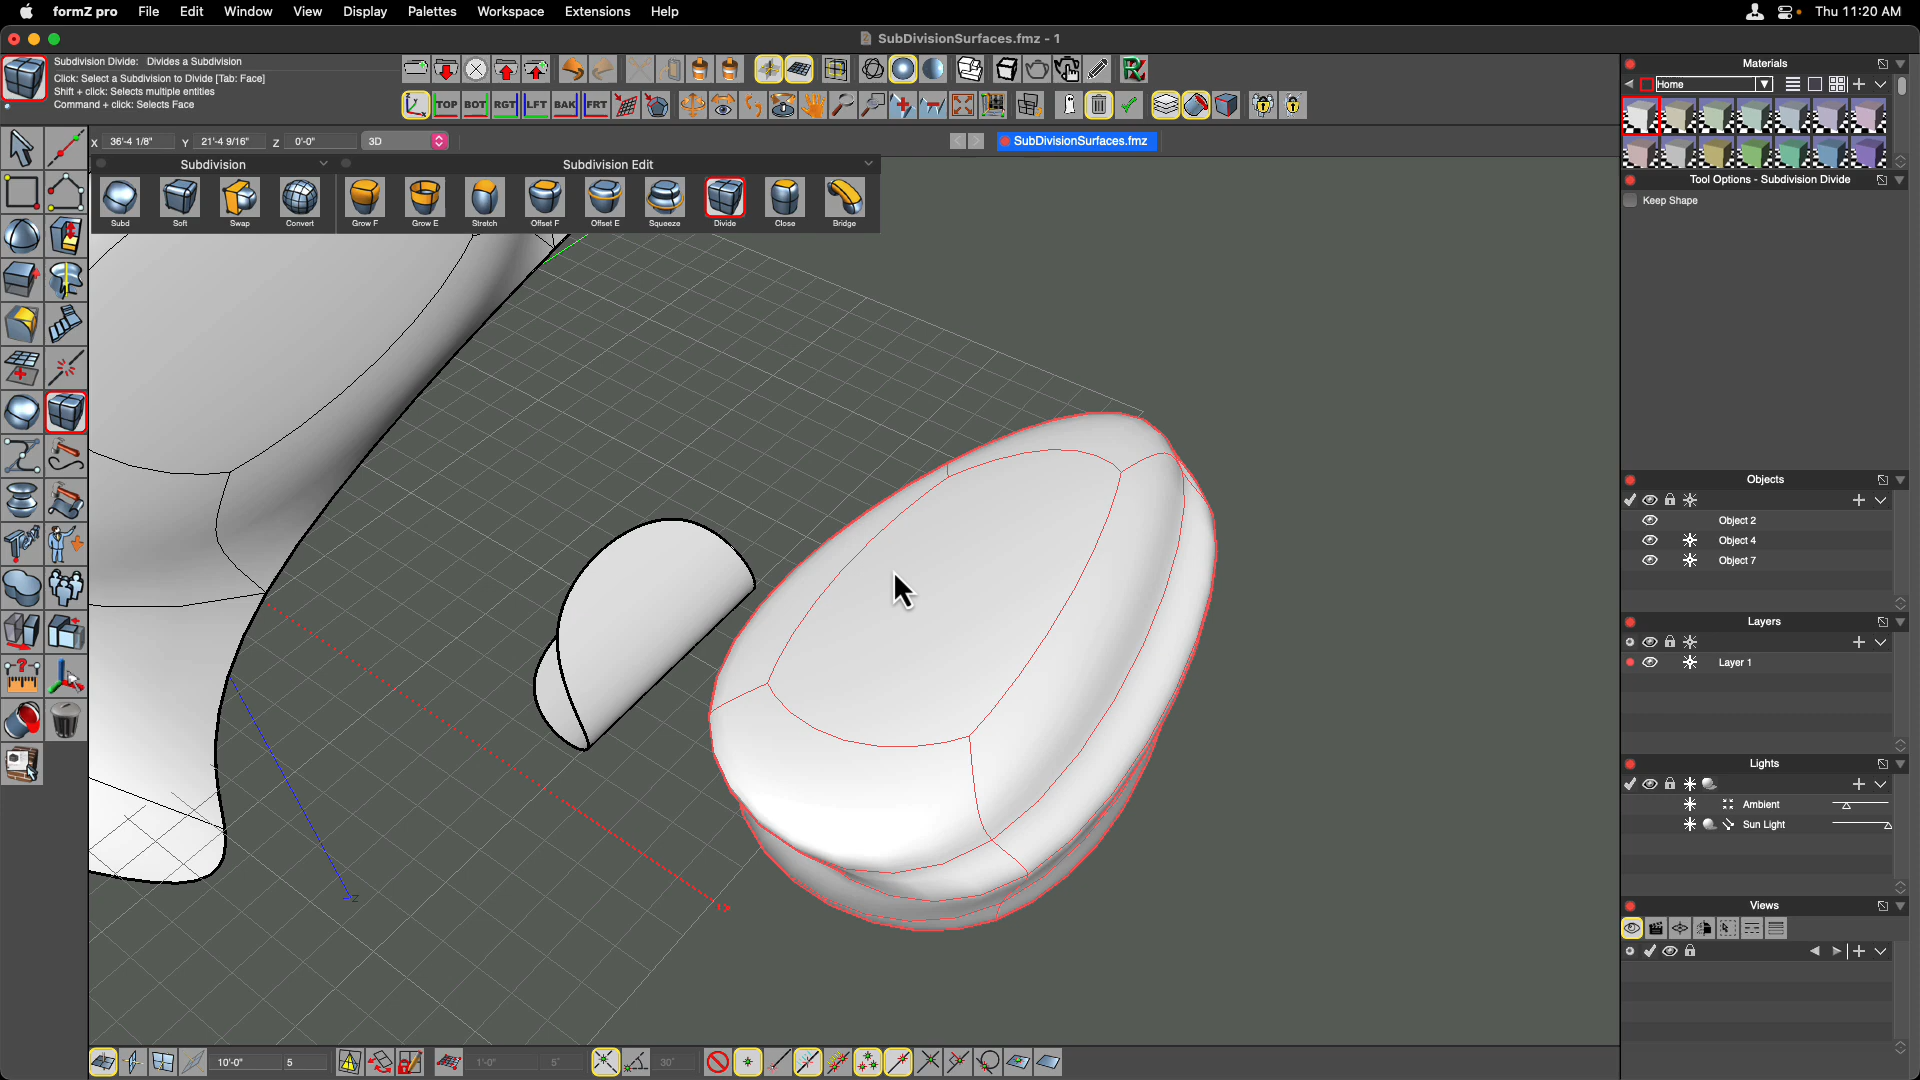 formZ pro File Edit Window View Display Palettes Workspace Extensions Help Thu 11:20 AM
SubDivisionSurfaces.fmz - 1
Subdivision Divide: Divides a Subdivision
Click: Select a Subdivision to Divide [Tab: Face]
Shift + click: Selects multiple entities
Command + click: Selects Face
TOP BOT RGT LFT BAK FRT
X 36'-4 1/8" Y 21'-4 9/16" Z 0'-0" 3D
SubDivisionSurfaces.fmz
Subdivision
Subd Soft Swap Convert
Subdivision Edit
Grow F Grow E Stretch Offset F Offset E Squeeze Divide Close Bridge
Z
X
10'-0" 5 1'-0" 5" 30°
Materials
Home
Tool Options - Subdivision Divide
Keep Shape
Objects
Object 2
Object 4
Object 7
Layers
Layer 1
Lights
Ambient
Sun Light
Views